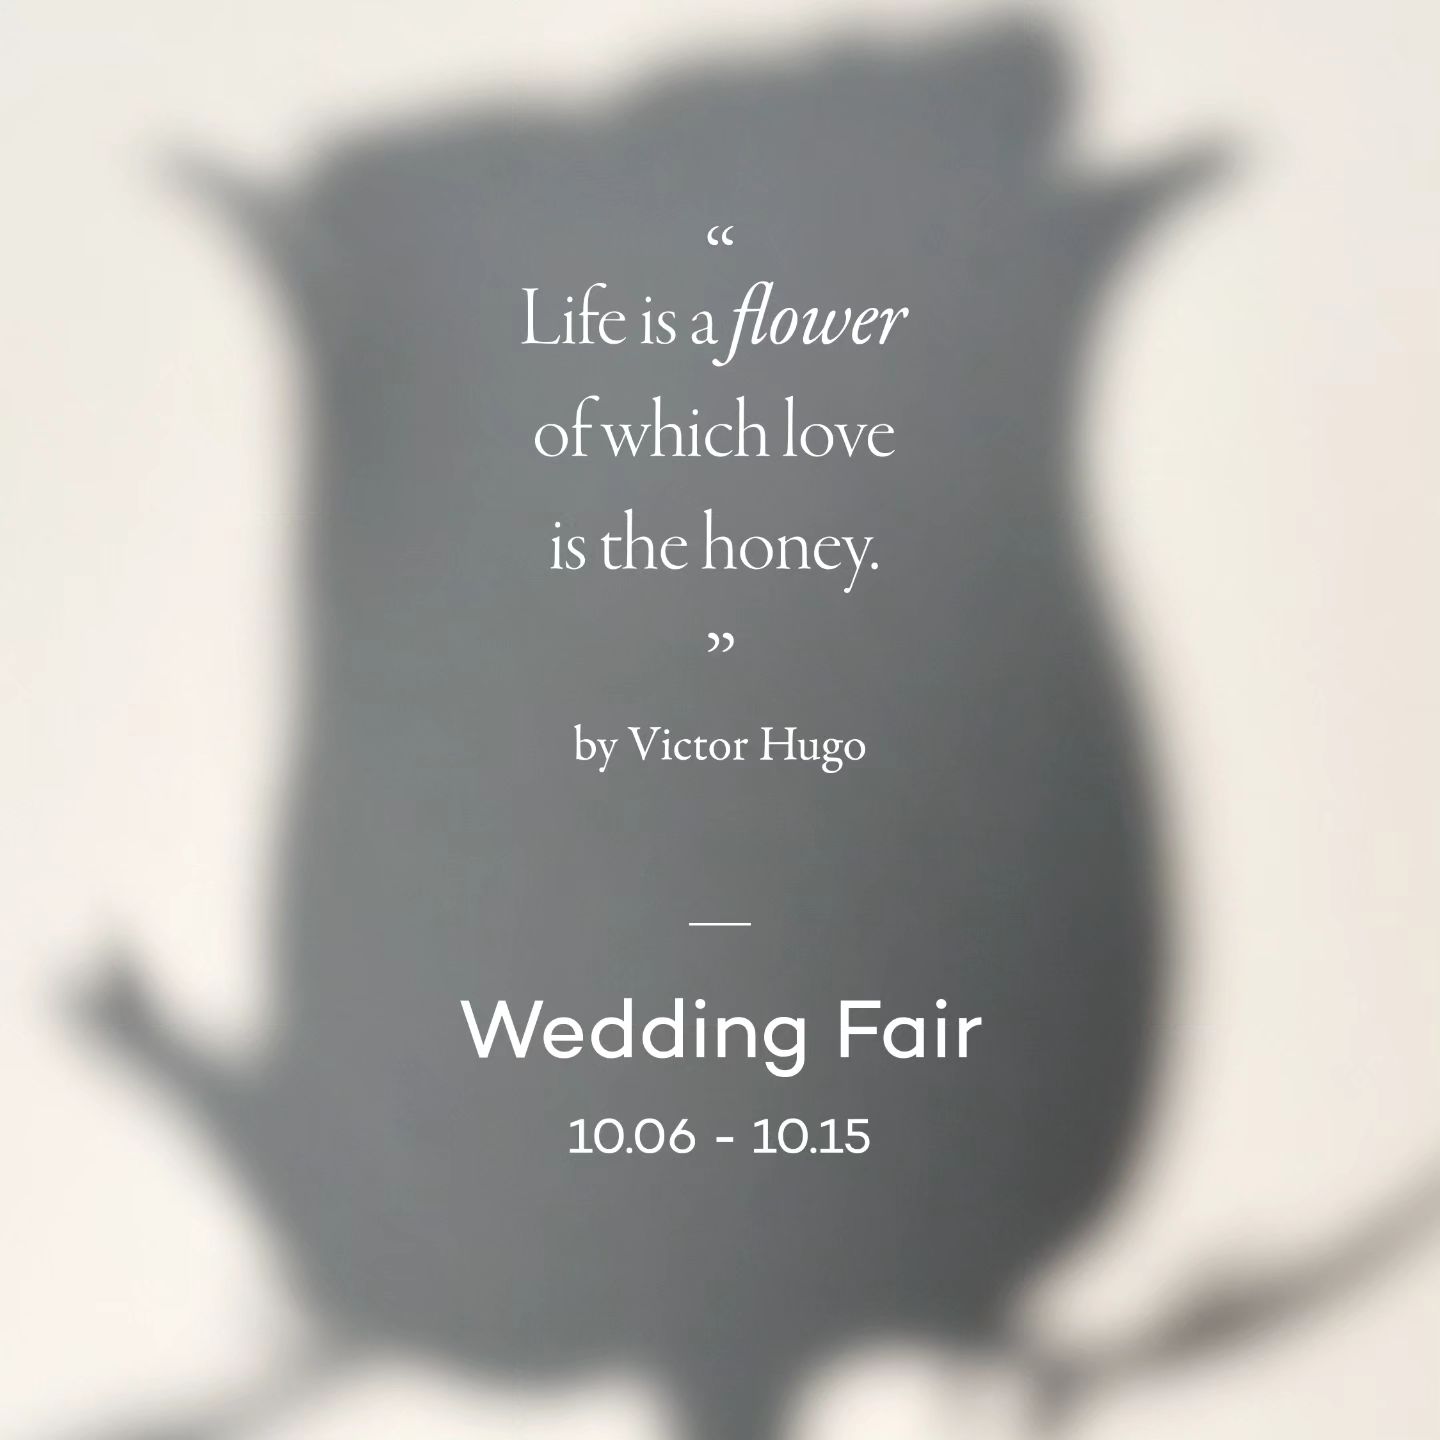 “
Life is a flower
of which love
is the honey.
”
by Victor Hugo
Wedding Fair
10.06 - 10.15